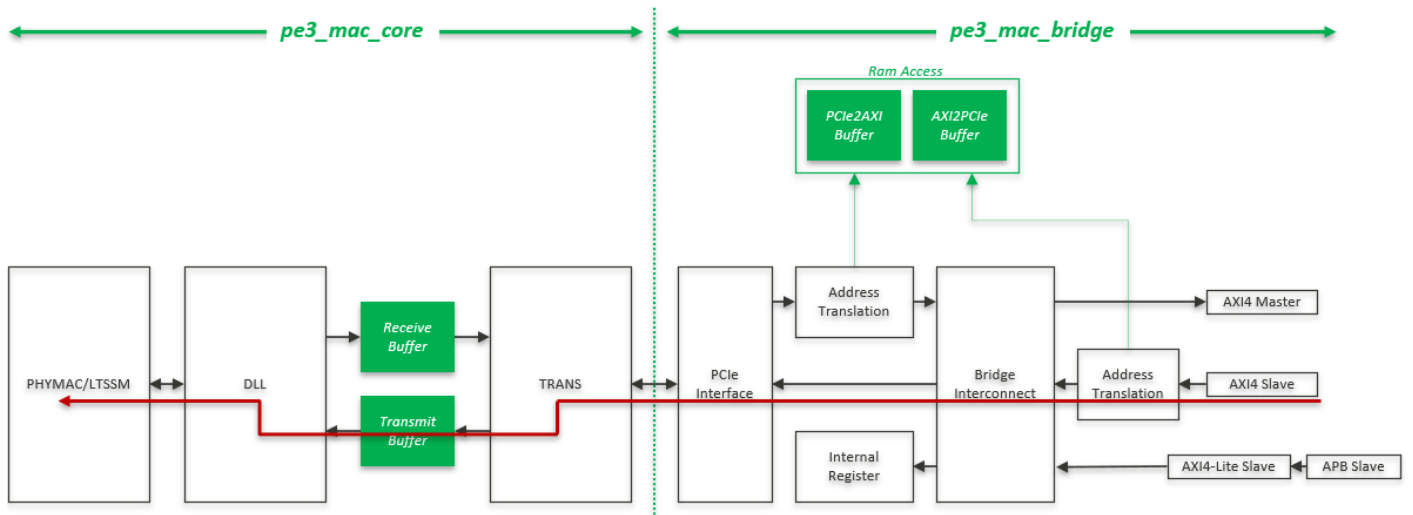 pe3_mac_core
pe3_mac_bridge
Ram Access
PCIe2AXI
Buffer
AXI2PCIe
Buffer
PHYMAC/LTSSM
DLL
Receive
Buffer
Transmit
Buffer
TRANS
PCIe
Interface
Address
Translation
Bridge
Interconnect
Internal
Register
Address
Translation
AXI4 Master
AXI4 Slave
AXI4-Lite Slave
APB Slave